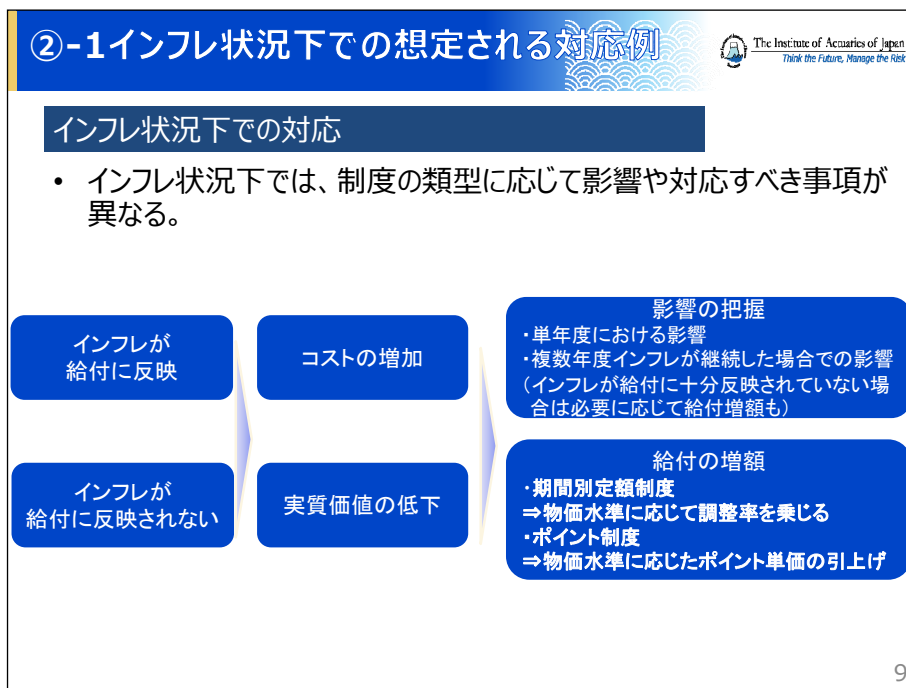 ②-1インフレ状況下での想定される対応例
The Institute of Actuaries of Japan
Think the Future, Manage the Risk
インフレ状況下での対応
• インフレ状況下では、制度の類型に応じて影響や対応すべき事項が
異なる。
インフレが
給付に反映
コストの増加
影響の把握
・単年度における影響
・複数年度インフレが継続した場合での影響
(インフレが給付に十分反映されていない場
合は必要に応じて給付増額も)
インフレが
給付に反映されない
実質価値の低下
給付の増額
・期間別定額制度
⇒物価水準に応じて調整率を乗じる
・ポイント制度
⇒物価水準に応じたポイント単価の引上げ
9